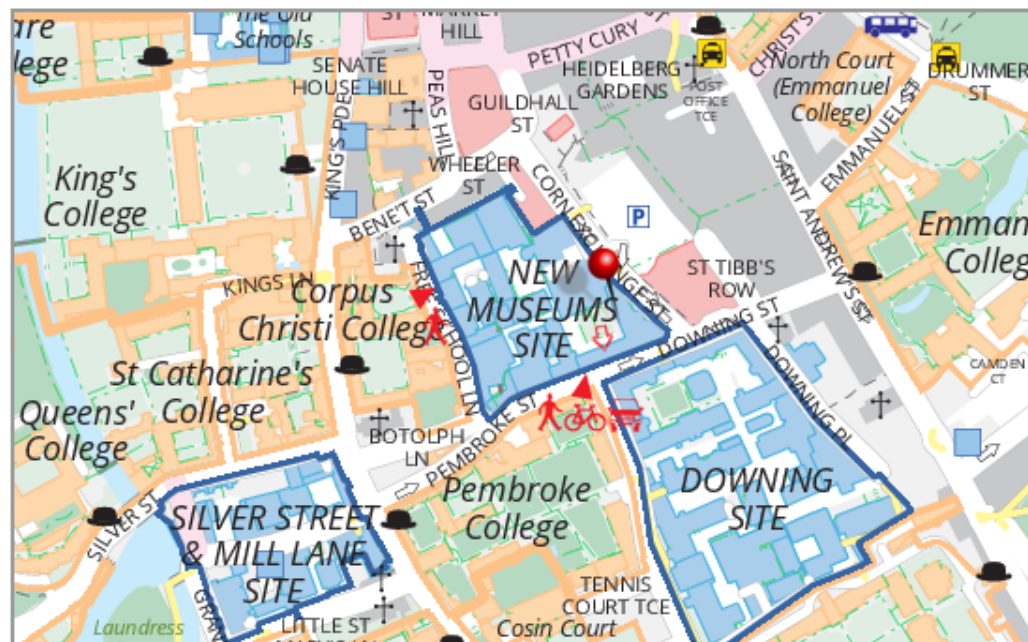 The Old
Schools
ST
MARKET
HILL
PETTY CURY
CHRIST'S
SENATE
HOUSE HILL
HEIDELBERG
GARDENS
POST
OFFICE
TCE
North Court
(Emmanuel
College)
DRUMMER
ST
KING'S PDE
PEAS HILL
GUILDHALL
ST
EMMANUEL ST
King's
College
WHEELER
ST
CORN EXCHANGE ST
P
SAINT ANDREW'S ST
BENE'T ST
KINGS LN
Corpus
Christi College
FREE SCHOOL LN
NEW
MUSEUMS
SITE
ST TIBB'S
ROW
DOWNING ST
DOWNING PL
CAMDEN
CT
St Catharine's
College
Queens'
College
BOTOLPH
LN
PEMBROKE ST
Pembroke
College
DOWNING
SITE
SILVER ST
SILVER STREET
& MILL LANE
SITE
TENNIS
COURT TCE
Cosin Court
LITTLE ST
Laundress